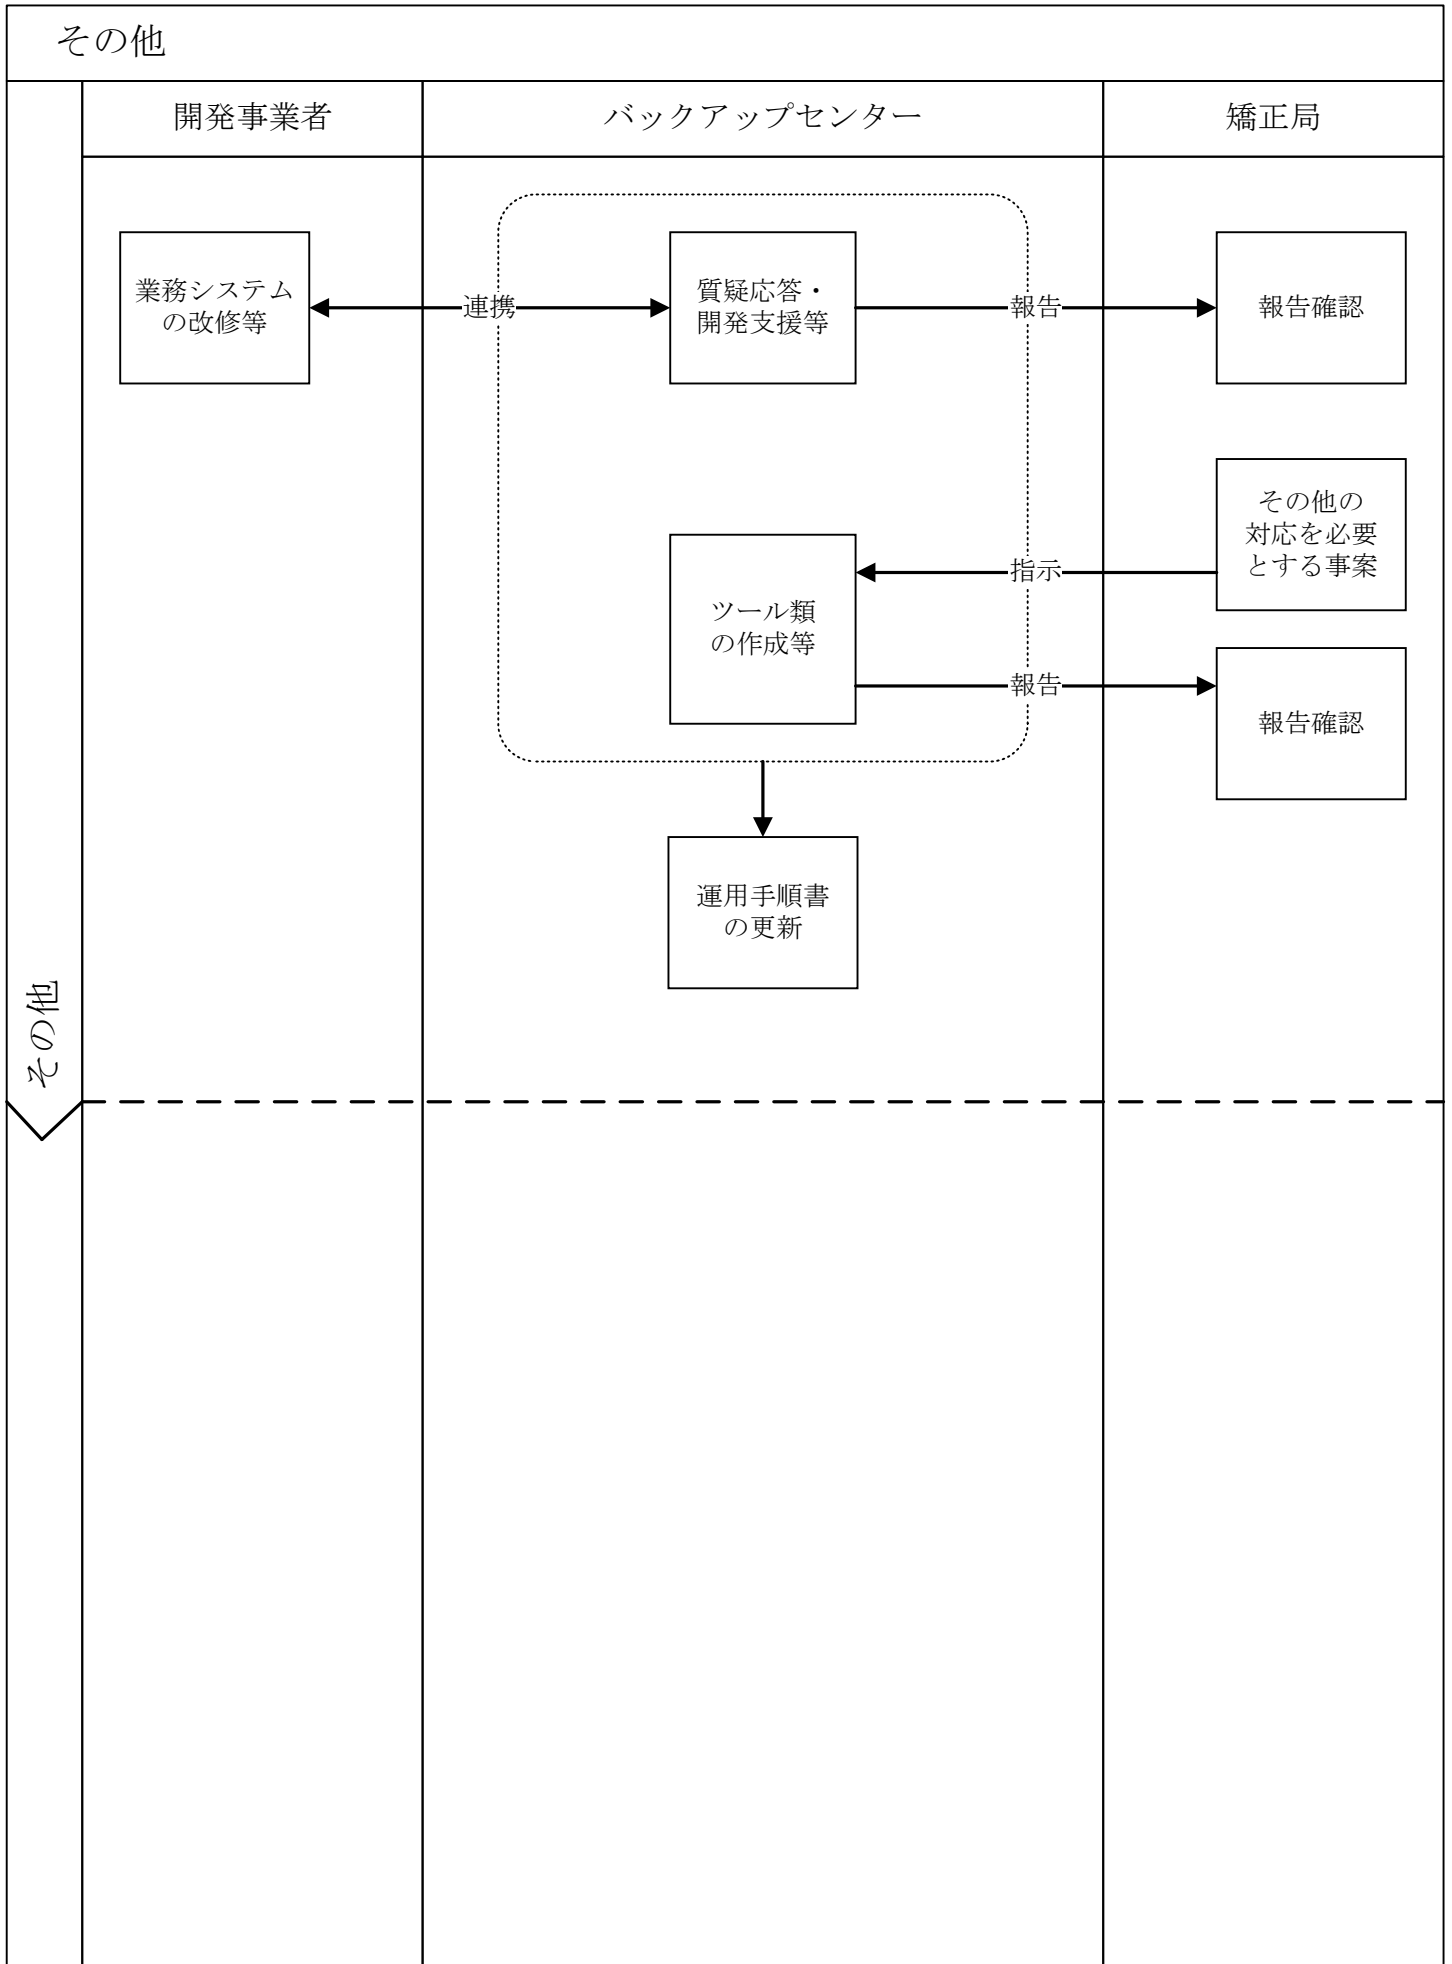 その他
開発事業者
バックアップセンター
矯正局
業務システム
の改修等
連携
質疑応答・
開発支援等
報告
報告確認
その他の
対応を必要
とする事案
指示
ツール類
の作成等
報告
報告確認
運用手順書
の更新
その他